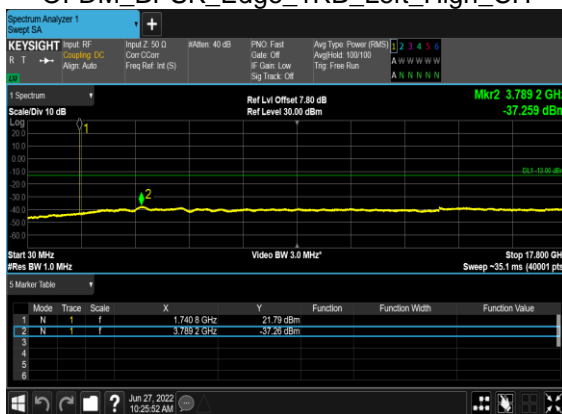 Spectrum Analyzer 1
Swept SA
KEYSIGHT
R T
Input: RF
Coupling: DC
Align: Auto
Input Z: 50 Ω
Corr CCorr
Freq Ref: Int (S)
#Atten: 40 dB
PNO: Fast
Gate: Off
IF Gain: Low
Sig Track: Off
Avg Type: Power (RMS)
Avg|Hold: 100/100
Trig: Free Run
1 2 3 4 5 6
A W W W W W
A N N N N N
1 Spectrum
Scale/Div 10 dB
Ref Lvl Offset 7.80 dB
Ref Level 30.00 dBm
Mkr2 3.789 2 GHz
-37.259 dBm
Log
20.0
10.0
0.00
-10.0
-20.0
-30.0
-40.0
-50.0
-60.0
1
2
DL1 -13.00 dBm
Start 30 MHz
#Res BW 1.0 MHz
Video BW 3.0 MHz*
Stop 17.800 GHz
Sweep ~35.1 ms (40001 pts)
5 Marker Table
Mode Trace Scale X Y Function Function Width Function Value
1 N 1 f 1.740 8 GHz 21.79 dBm
2 N 1 f 3.789 2 GHz -37.26 dBm
3
4
5
6
Jun 27, 2022
10:25:52 AM